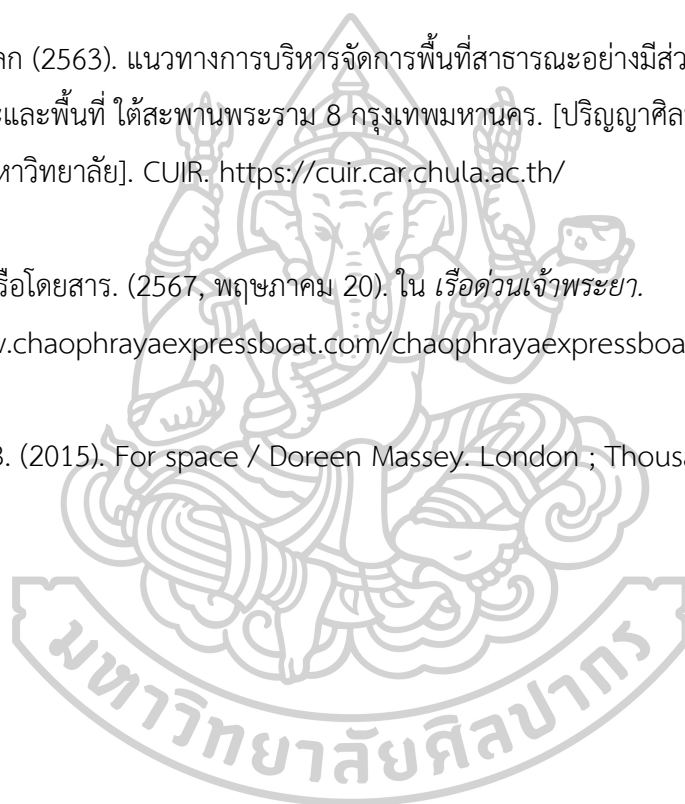 ลก (2563). แนวทางการบริหารจัดการพื้นที่สาธารณะอย่างมีส่ว
ะและพื้นที่ ใต้สะพานพระราม 8 กรุงเทพมหานคร. [ปริญญาศิล
หาวิทยาลัย]. CUIR. https://cuir.car.chula.ac.th/
รือโดยสาร. (2567, พฤษภาคม 20). ใน เรือด่วนเจ้าพระยา.
w.chaophrayaexpressboat.com/chaophrayaexpressboa
3. (2015). For space / Doreen Massey. London ; Thousa
มหาวิทยาลัยศิลปากร